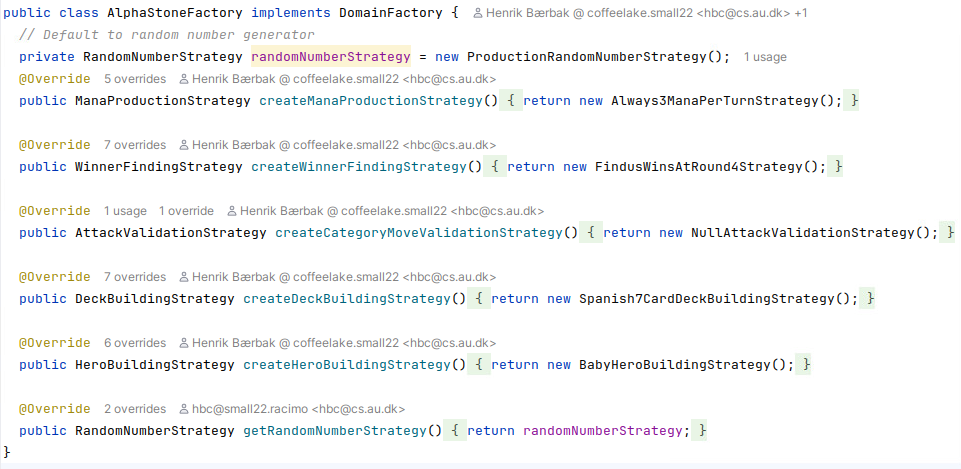 public class AlphaStoneFactory implements DomainFactory { Henrik Bærbak @ coffeelake.small22 <hbc@cs.au.dk> +1
// Default to random number generator
private RandomNumberStrategy randomNumberStrategy = new ProductionRandomNumberStrategy(); 1 usage
@Override 5 overrides Henrik Bærbak @ coffeelake.small22 <hbc@cs.au.dk>
public ManaProductionStrategy createManaProductionStrategy() { return new Always3ManaPerTurnStrategy(); }
@Override 7 overrides Henrik Bærbak @ coffeelake.small22 <hbc@cs.au.dk>
public WinnerFindingStrategy createWinnerFindingStrategy() { return new FindusWinsAtRound4Strategy(); }
@Override 1 usage 1 override Henrik Bærbak @ coffeelake.small22 <hbc@cs.au.dk>
public AttackValidationStrategy createCategoryMoveValidationStrategy() { return new NullAttackValidationStrategy(); }
@Override 7 overrides Henrik Bærbak @ coffeelake.small22 <hbc@cs.au.dk>
public DeckBuildingStrategy createDeckBuildingStrategy() { return new Spanish7CardDeckBuildingStrategy(); }
@Override 6 overrides Henrik Bærbak @ coffeelake.small22 <hbc@cs.au.dk>
public HeroBuildingStrategy createHeroBuildingStrategy() { return new BabyHeroBuildingStrategy(); }
@Override 2 overrides hbc@small22.racimo <hbc@cs.au.dk>
public RandomNumberStrategy getRandomNumberStrategy() { return randomNumberStrategy; }
}